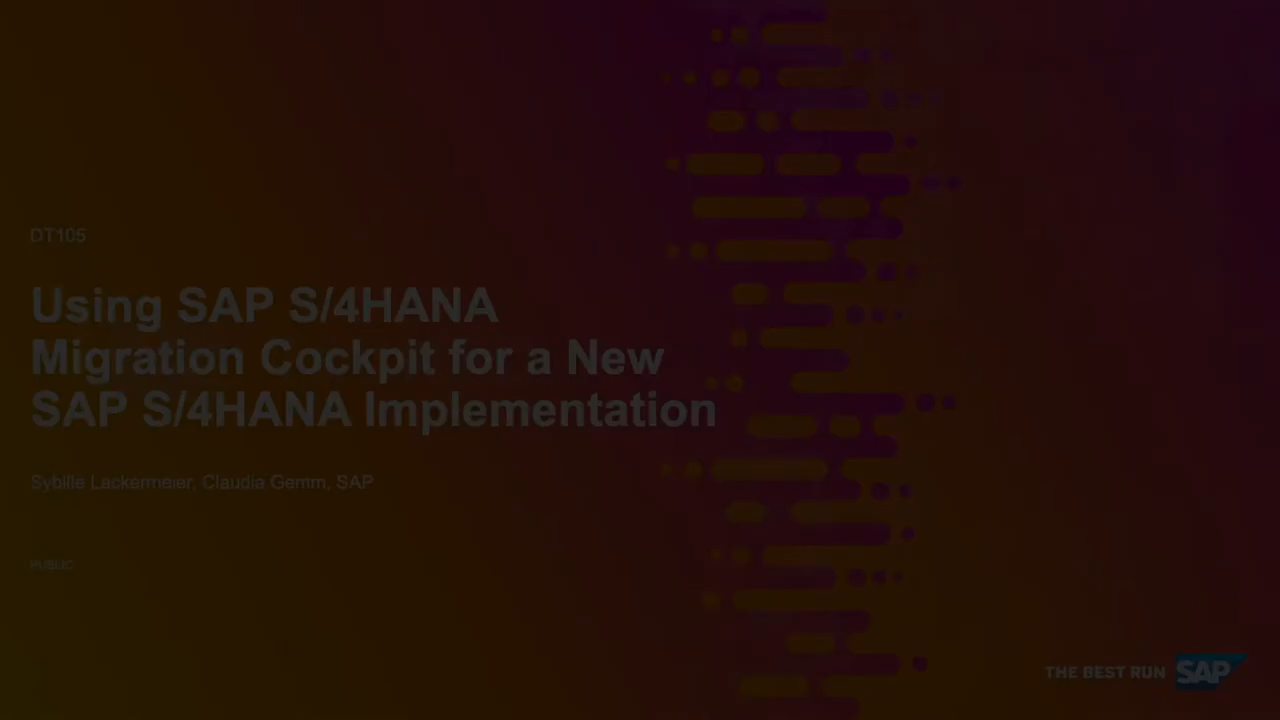 DT105
Using SAP S/4HANA
Migration Cockpit for a New
SAP S/4HANA Implementation
Sybille Lackermeier, Claudia Gemm, SAP
PUBLIC
THE BEST RUN SAP